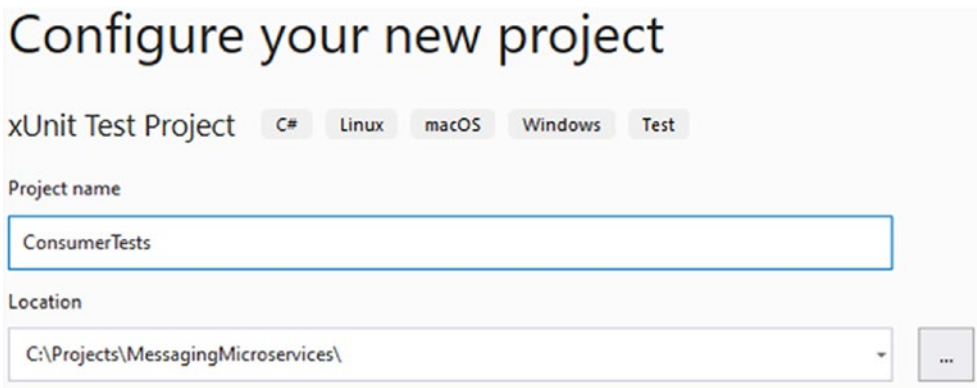 Configure your new project
xUnit Test Project C# Linux macOS Windows Test
Project name
ConsumerTests
Location
C:\Projects\MessagingMicroservices\
...